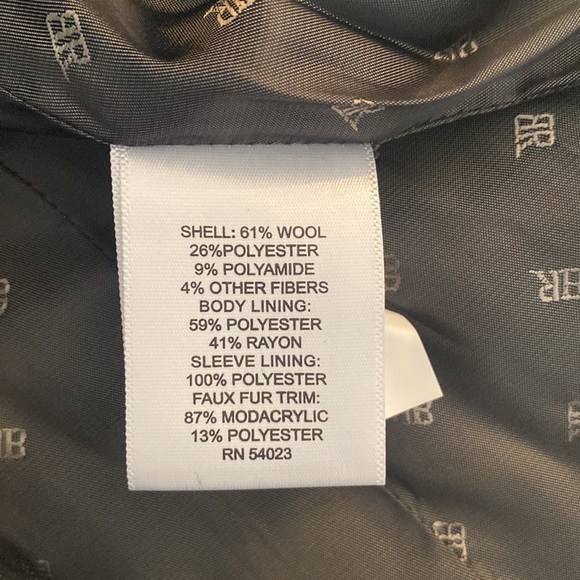 SHELL: 61% WOOL
26%POLYESTER
9% POLYAMIDE
4% OTHER FIBERS
BODY LINING:
59% POLYESTER
41% RAYON
SLEEVE LINING:
100% POLYESTER
FAUX FUR TRIM:
87% MODACRYLIC
13% POLYESTER
RN 54023